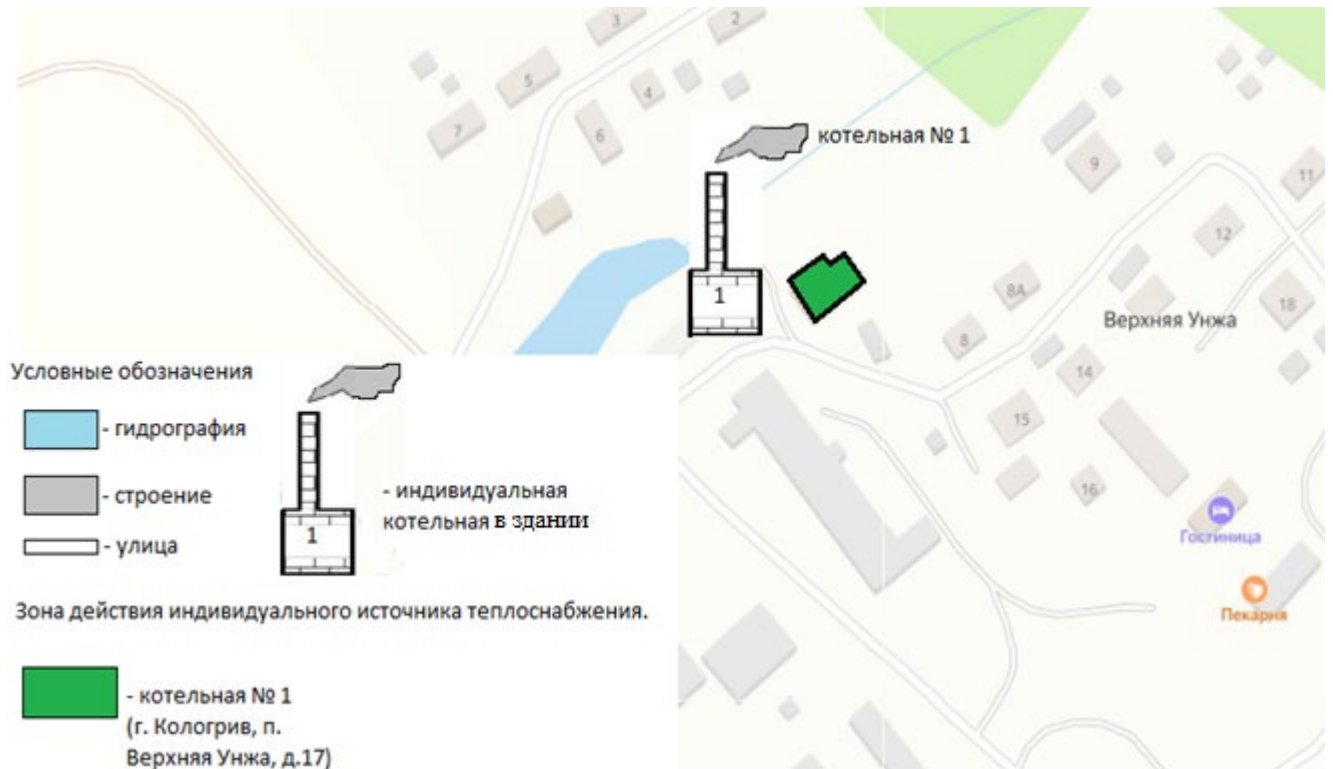 3
2
5
4
7
6
котельная № 1
9
11
12
1
8А
18
Верхняя Унжа
8
14
15
16
Гостиница
Пекарня
Условные обозначения
- гидрография
- строение
- улица
1
- индивидуальная
котельная в здании
Зона действия индивидуального источника теплоснабжения.
- котельная № 1
(г. Кологрив, п.
Верхняя Унжа, д.17)